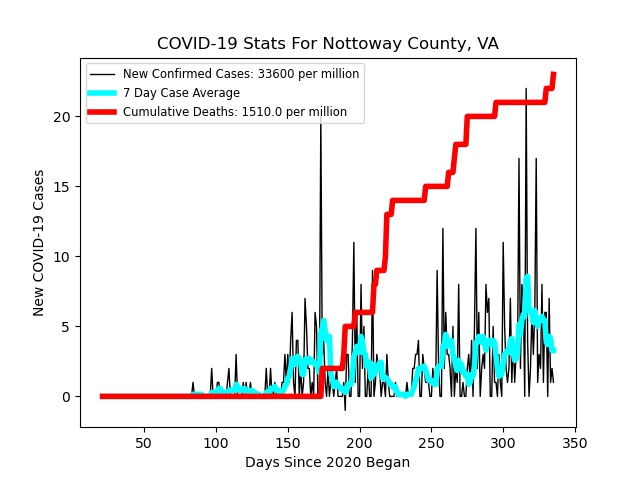 COVID-19 Stats For Nottoway County, VA
New Confirmed Cases: 33600 per million
7 Day Case Average
Cumulative Deaths: 1510.0 per million
New COVID-19 Cases
20
15
10
5
0
50 100 150 200 250 300 350
Days Since 2020 Began